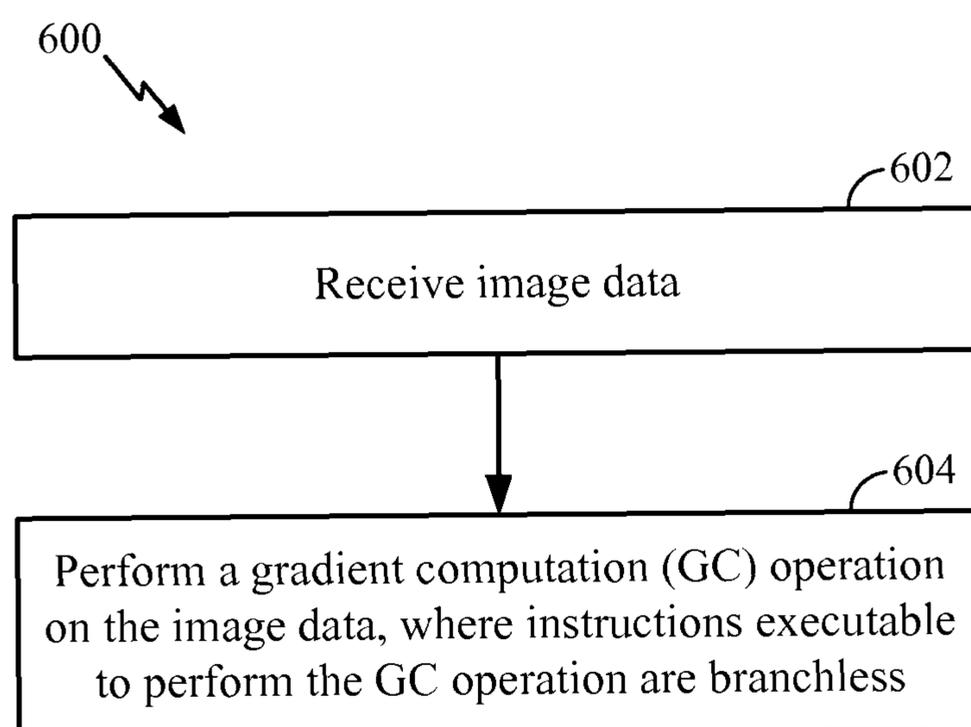 600
602
Receive image data
604
Perform a gradient computation (GC) operation
on the image data, where instructions executable
to perform the GC operation are branchless